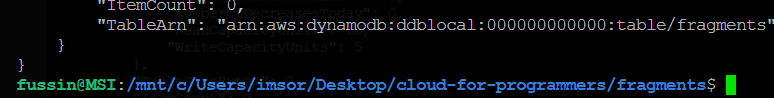 "ItemCount": 0,
"TableArn": "arn:aws:dynamodb:ddblocal:000000000000:table/fragments"
"WriteCapacityUnits": 5
}
}
fussin@MSI:/mnt/c/Users/imsor/Desktop/cloud-for-programmers/fragments$